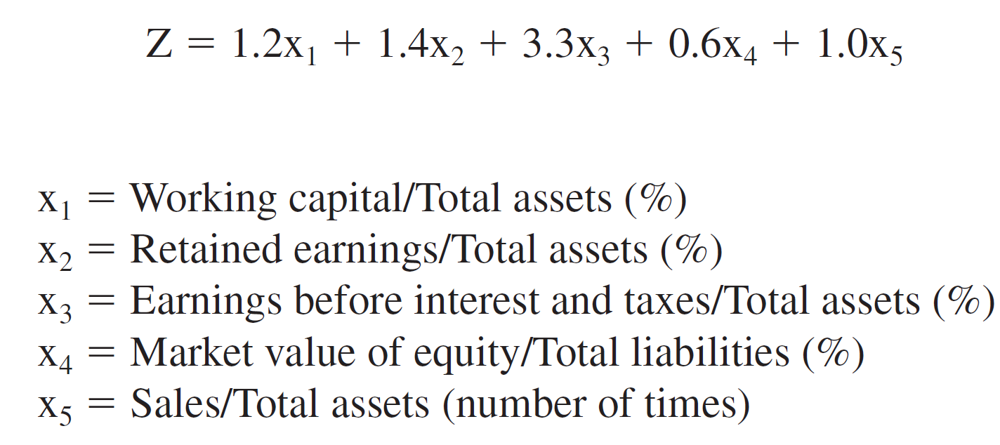 Z = 1.2x₁ + 1.4x₂ + 3.3x₃ + 0.6x₄ + 1.0x₅
x₁ = Working capital/Total assets (%)
x₂ = Retained earnings/Total assets (%)
x₃ = Earnings before interest and taxes/Total assets (%)
x₄ = Market value of equity/Total liabilities (%)
x₅ = Sales/Total assets (number of times)